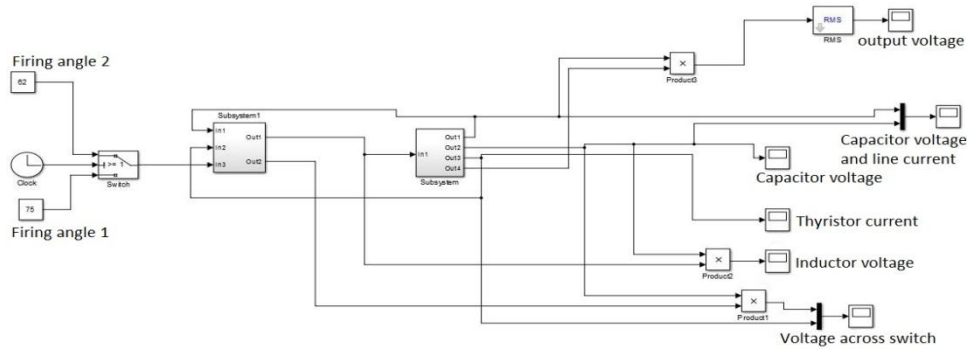 RMS
RMS
output voltage
Firing angle 2
62
×
Product3
Subsystem1
In1
In2
In3
Out1
Out2
Subsystem
In1
Out1
Out2
Out3
Out4
Capacitor voltage
and line current
Capacitor voltage
Clock
>= 1
Switch
75
Firing angle 1
Thyristor current
×
Product2
Inductor voltage
×
Product1
Voltage across switch